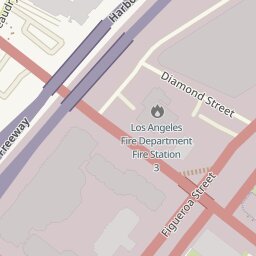 Harbo
Diamond Street
Los Angeles
Fire Department
Fire Station
3
Figueroa Street
reeway